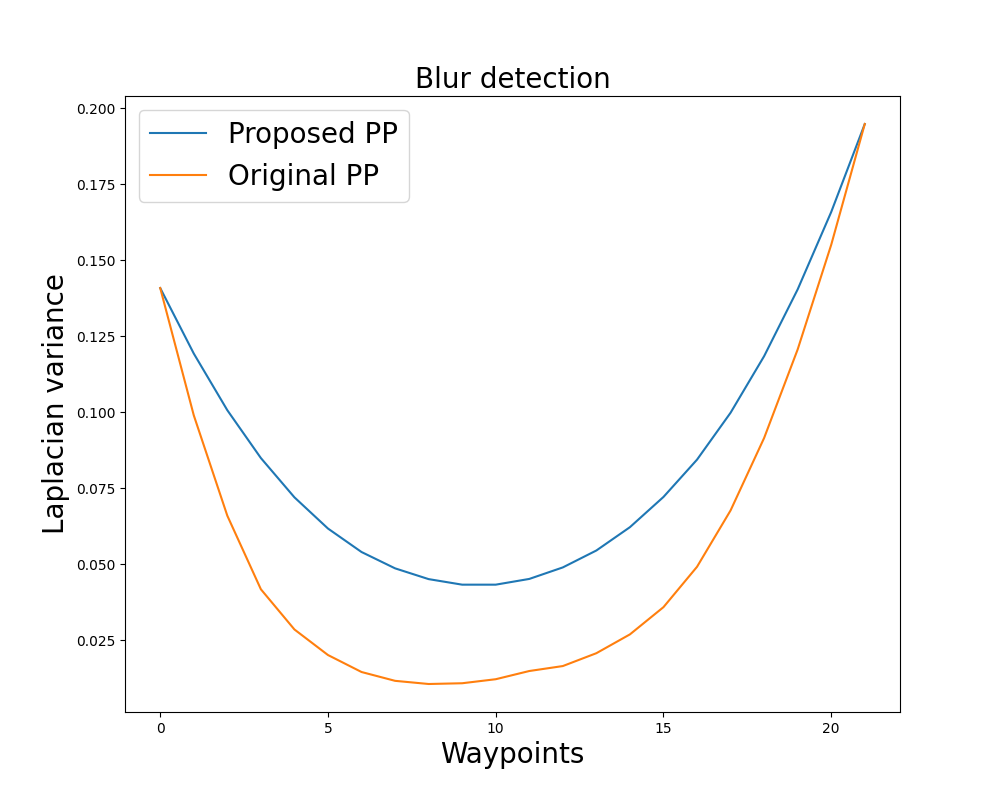 Blur detection
Proposed PP
Original PP
Laplacian variance
0.200
0.175
0.150
0.125
0.100
0.075
0.050
0.025
0 5 10 15 20
Waypoints